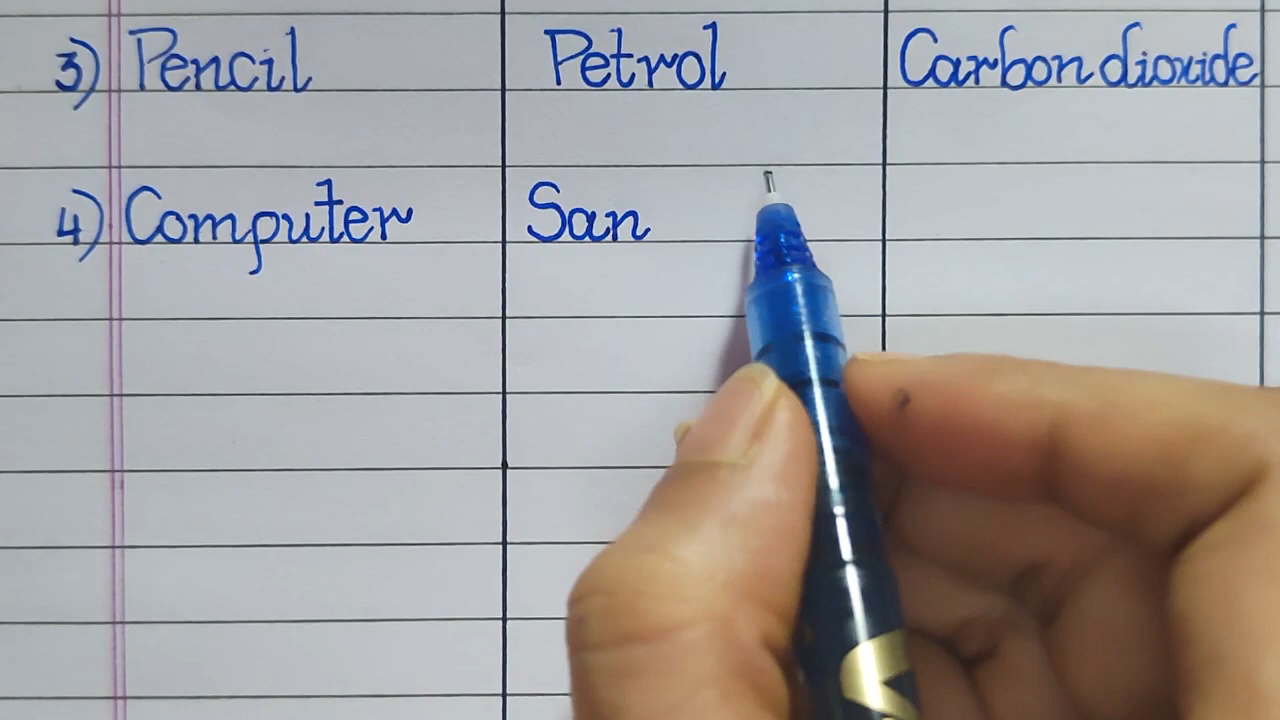 3) Pencil Petrol Carbon dioxide
4) Computer San